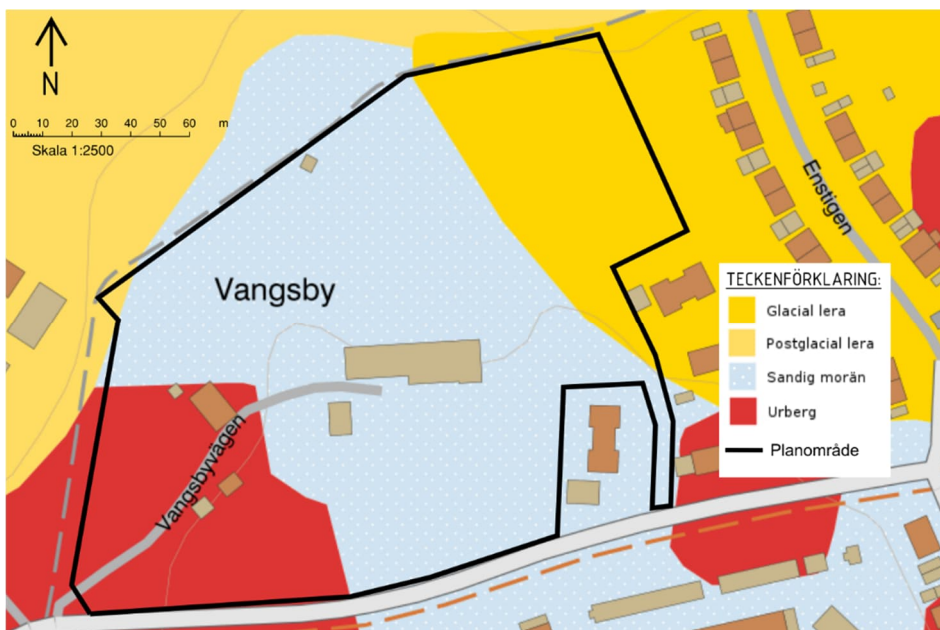 N
0 10 20 30 40 50 60 m
Skala 1:2500
Vangsby
Vangsbyvägen
Enstigen
TECKENFÖRKLARING:
Glacial lera
Postglacial lera
Sandig morän
Urberg
Planområde